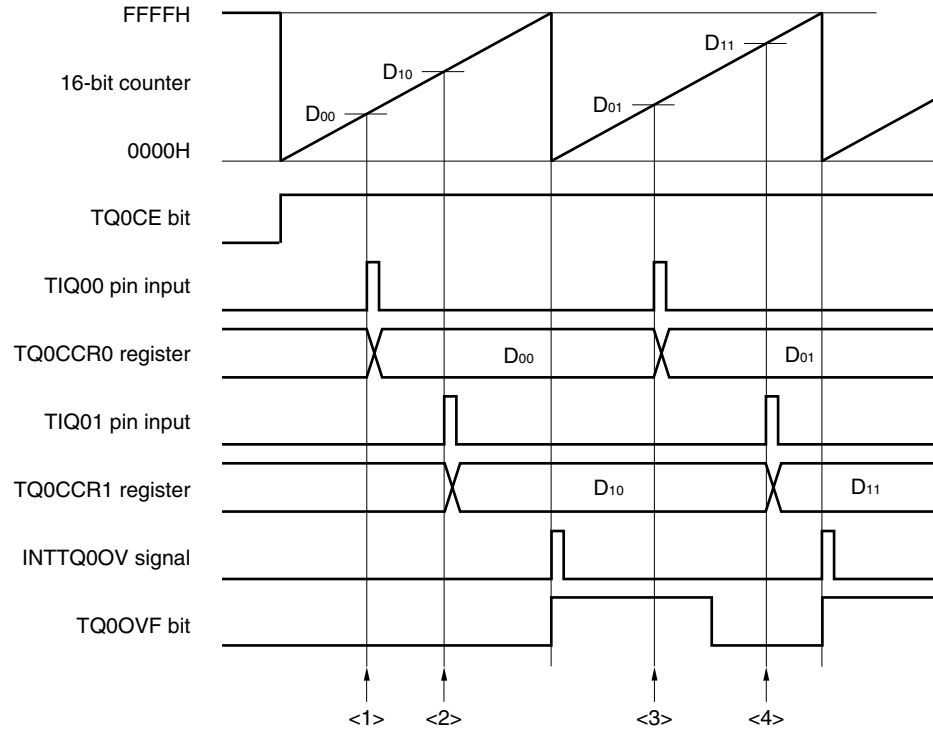 FFFFH
16-bit counter
0000H
D00
D10
D01
D11
TQ0CE bit
TIQ00 pin input
TQ0CCR0 register
D00
D01
TIQ01 pin input
TQ0CCR1 register
D10
D11
INTTQ0OV signal
TQ0OVF bit
<1> <2> <3> <4>